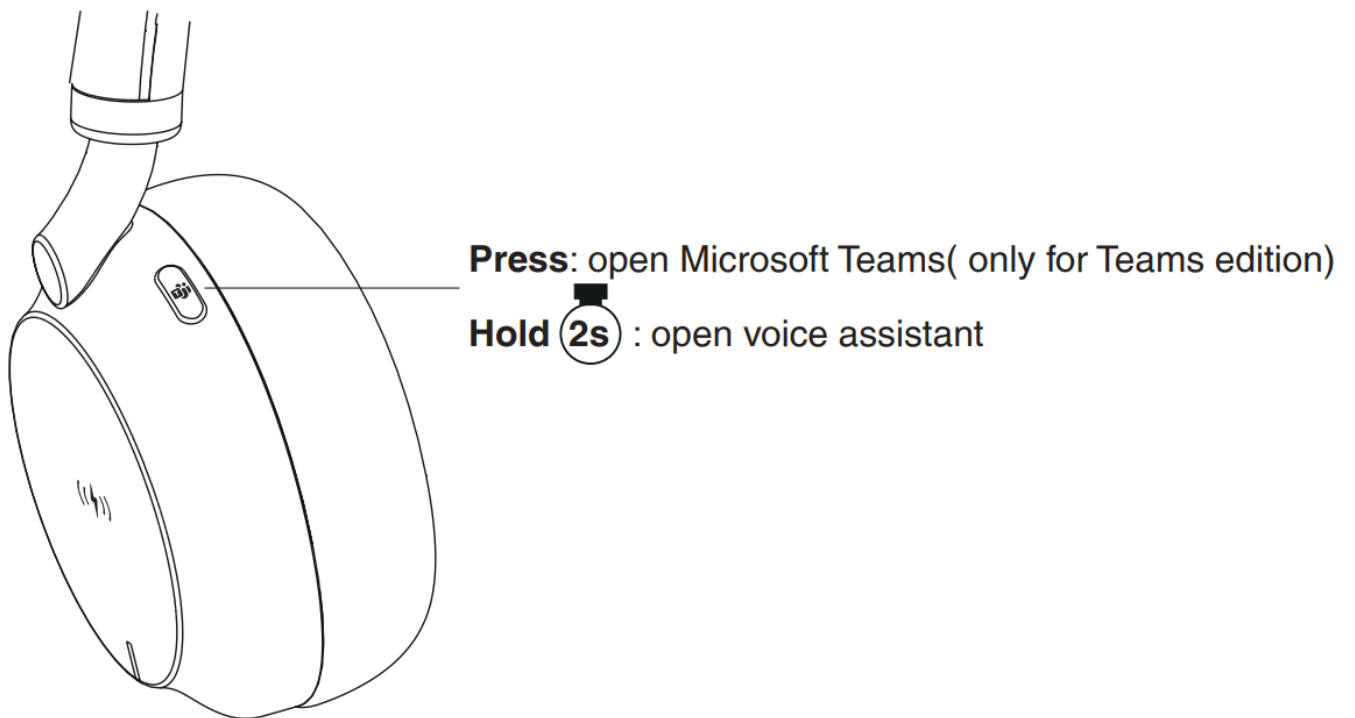 Press: open Microsoft Teams( only for Teams edition)
Hold 2s : open voice assistant